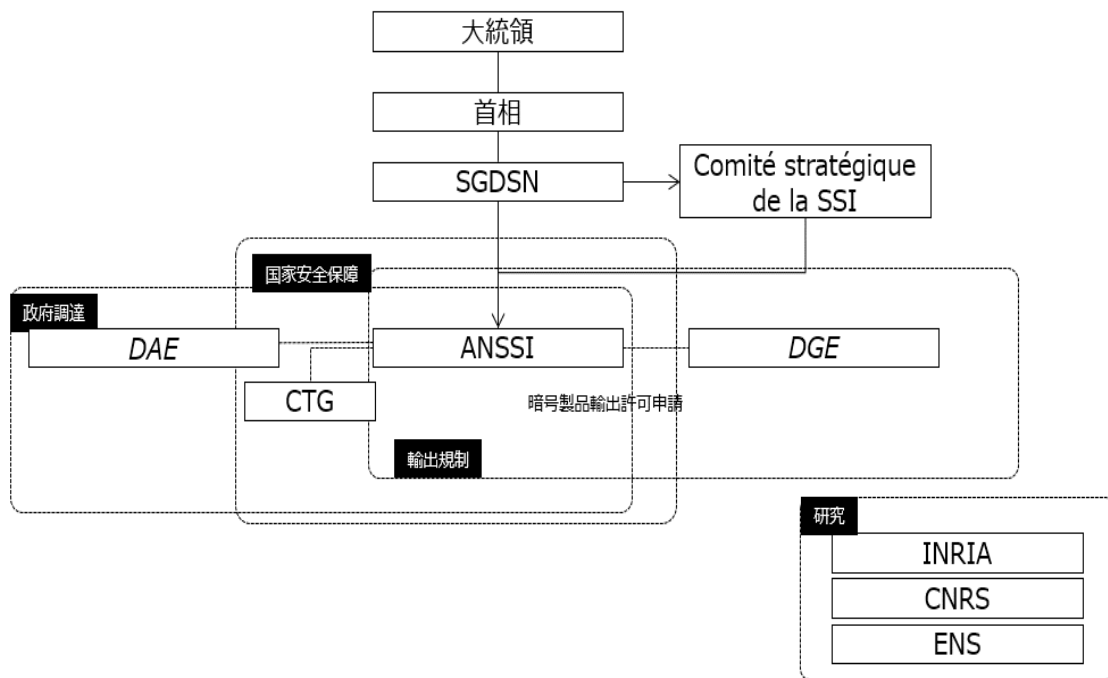 大統領
首相
SGDSN
Comité stratégique
de la SSI
国家安全保障
政府調達
DAE
ANSSI
DGE
CTG
暗号製品輸出許可申請
輸出規制
研究
INRIA
CNRS
ENS